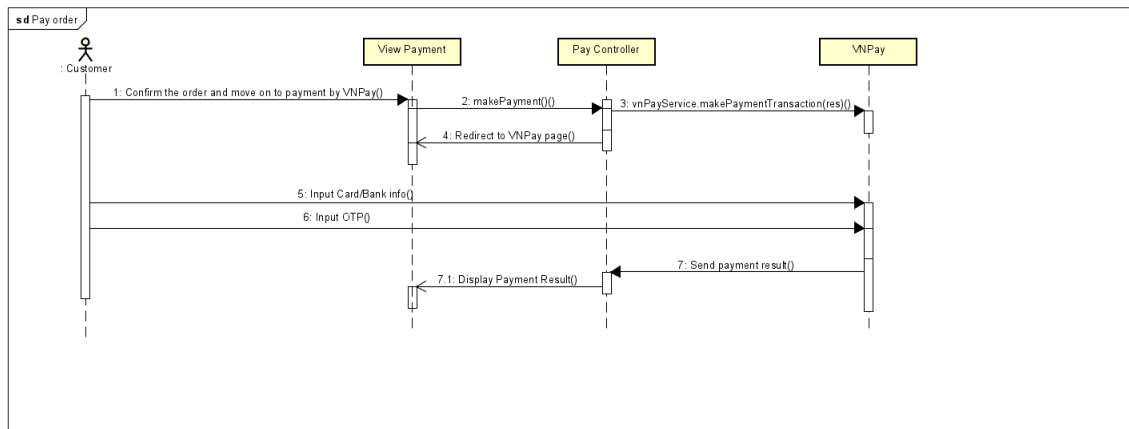 sd Pay order
: Customer
View Payment
Pay Controller
VNPay
1: Confirm the order and move on to payment by VNPay()
2: makePayment()()
3: vnPayService.makePaymentTransaction(res)()
4: Redirect to VNPay page()
5: Input Card/Bank info()
6: Input OTP()
7: Send payment result()
7.1: Display Payment Result()